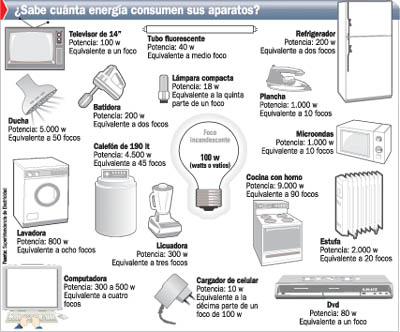 ¿Sabe cuánta energía consumen sus aparatos?
Televisor de 14"
Potencia: 100 w
Equivalente a un foco
Tubo fluorescente
Potencia: 40 w
Equivalente a medio foco
Refrigerador
Potencia: 200 w
Equivalente a dos focos
Ducha
Potencia: 5.000 w
Equivalente a 50 focos
Batidora
Potencia: 200 w
Equivalente a dos focos
Lámpara compacta
Potencia: 18 w
Equivalente a la quinta
parte de un foco
Plancha
Potencia: 1.000 w
Equivalente a 10 focos
Foco
incandescente
100 w
(watts o vatios)
Microondas
Potencia: 1.000 w
Equivalente a 10 focos
Calefón de 190 lt
Potencia: 4.500 w
Equivalente a 45 focos
Cocina con horno
Potencia: 9.000 w
Equivalente a 90 focos
Lavadora
Potencia: 800 w
Equivalente a ocho focos
Licuadora
Potencia: 300 w
Equivalente a tres focos
Estufa
Potencia: 2.000 w
Equivalente a 20 focos
Computadora
Potencia: 300 a 500 w
Equivalente a cuatro
focos
Cargador de celular
Potencia: 10 w
Equivalente a la
décima parte de un
foco de 100 w
Dvd
Potencia: 80 w
Equivalente a un foco
Fuente: Superintendencia de Electricidad